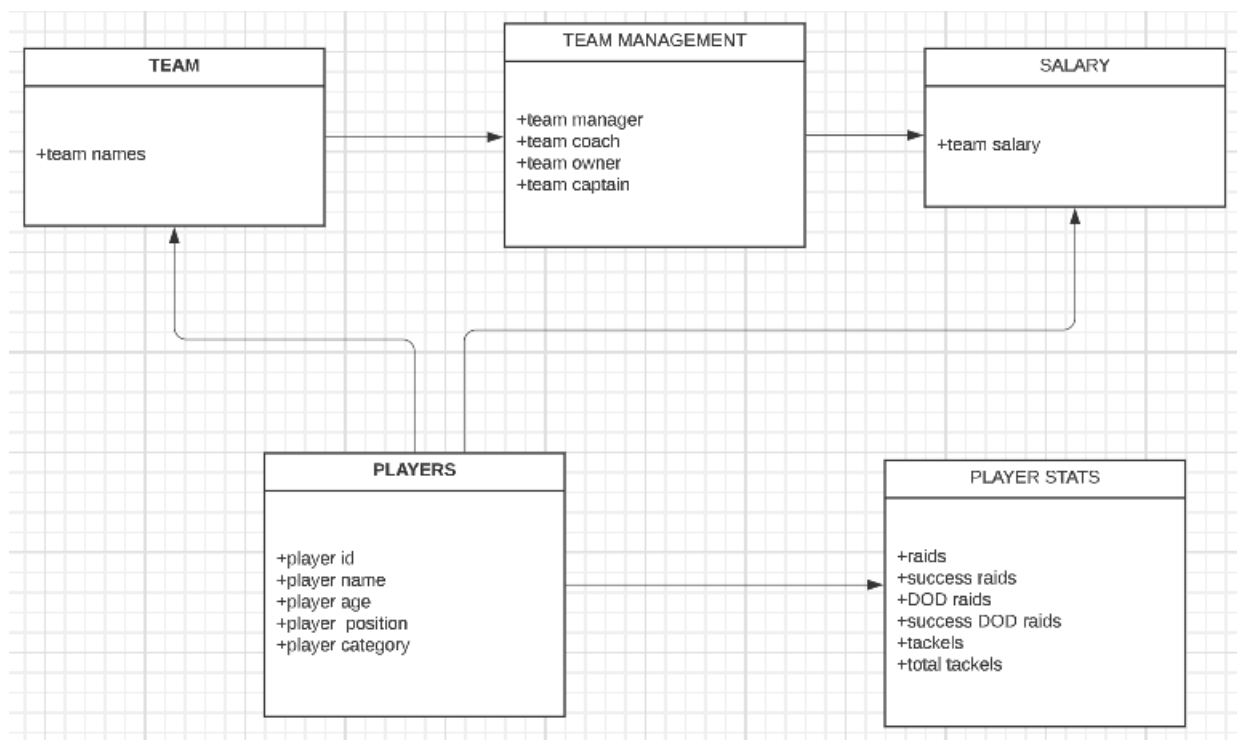 TEAM
+team names
TEAM MANAGEMENT
+team manager
+team coach
+team owner
+team captain
SALARY
+team salary
PLAYERS
+player id
+player name
+player age
+player  position
+player category
PLAYER STATS
+raids
+success raids
+DOD raids
+success DOD raids
+tackels
+total tackels